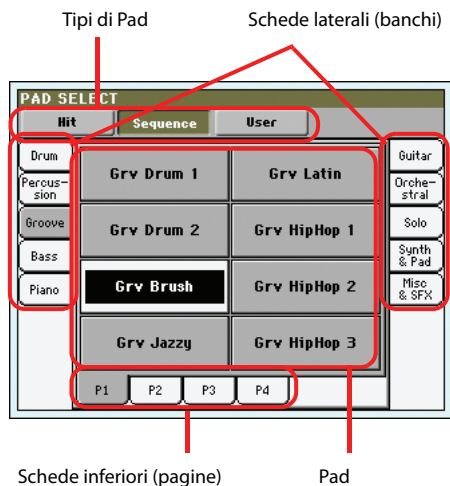 Tipi di Pad
Schede laterali (banchi)
PAD SELECT
Hit
Sequence
User
Drum
Percus-
sion
Groove
Bass
Piano
Grv Drum 1
Grv Latin
Grv Drum 2
Grv HipHop 1
Grv Brush
Grv HipHop 2
Grv Jazzy
Grv HipHop 3
Guitar
Orche-
stral
Solo
Synth
& Pad
Misc
& SFX
P1
P2
P3
P4
Schede inferiori (pagine)
Pad